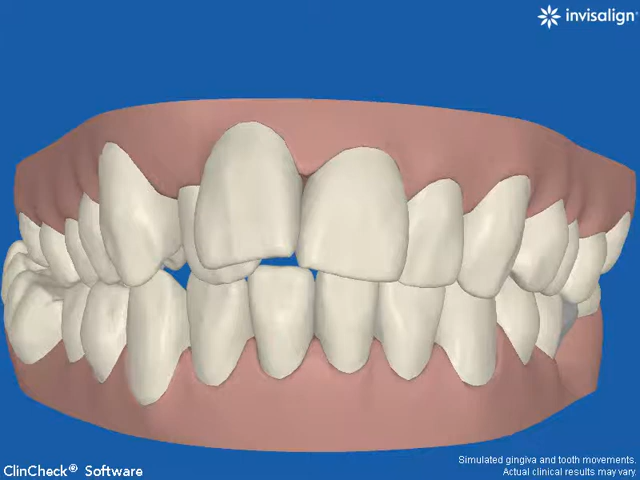 invisalign
Simulated gingiva and tooth movements.
ClinCheck® Software
Actual clinical results may vary.